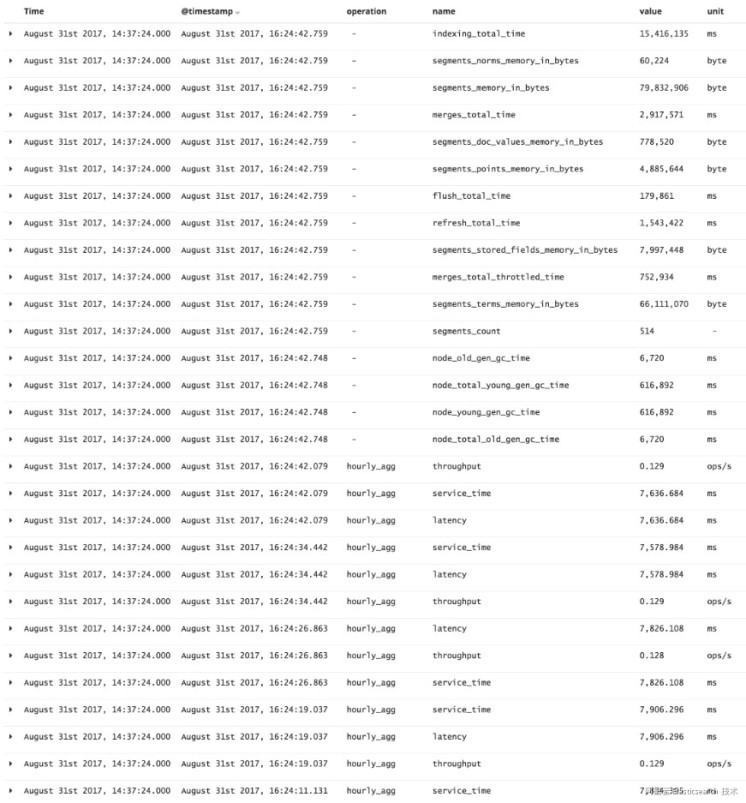 Time @timestamp operation name value unit
August 31st 2017, 14:37:24.000 August 31st 2017, 16:24:42.759 - indexing_total_time 15,416,135 ms
August 31st 2017, 14:37:24.000 August 31st 2017, 16:24:42.759 - segments_norms_memory_in_bytes 60,224 byte
August 31st 2017, 14:37:24.000 August 31st 2017, 16:24:42.759 - segments_memory_in_bytes 79,832,906 byte
August 31st 2017, 14:37:24.000 August 31st 2017, 16:24:42.759 - merges_total_time 2,917,571 ms
August 31st 2017, 14:37:24.000 August 31st 2017, 16:24:42.759 - segments_doc_values_memory_in_bytes 778,520 byte
August 31st 2017, 14:37:24.000 August 31st 2017, 16:24:42.759 - segments_points_memory_in_bytes 4,885,644 byte
August 31st 2017, 14:37:24.000 August 31st 2017, 16:24:42.759 - flush_total_time 179,861 ms
August 31st 2017, 14:37:24.000 August 31st 2017, 16:24:42.759 - refresh_total_time 1,543,422 ms
August 31st 2017, 14:37:24.000 August 31st 2017, 16:24:42.759 - segments_stored_fields_memory_in_bytes 7,997,448 byte
August 31st 2017, 14:37:24.000 August 31st 2017, 16:24:42.759 - merges_total_throttled_time 752,934 ms
August 31st 2017, 14:37:24.000 August 31st 2017, 16:24:42.759 - segments_terms_memory_in_bytes 66,111,070 byte
August 31st 2017, 14:37:24.000 August 31st 2017, 16:24:42.759 - segments_count 514 -
August 31st 2017, 14:37:24.000 August 31st 2017, 16:24:42.748 - node_old_gen_gc_time 6,720 ms
August 31st 2017, 14:37:24.000 August 31st 2017, 16:24:42.748 - node_total_young_gen_gc_time 616,892 ms
August 31st 2017, 14:37:24.000 August 31st 2017, 16:24:42.748 - node_young_gen_gc_time 616,892 ms
August 31st 2017, 14:37:24.000 August 31st 2017, 16:24:42.748 - node_total_old_gen_gc_time 6,720 ms
August 31st 2017, 14:37:24.000 August 31st 2017, 16:24:42.079 hourly_agg throughput 0.129 ops/s
August 31st 2017, 14:37:24.000 August 31st 2017, 16:24:42.079 hourly_agg service_time 7,636.684 ms
August 31st 2017, 14:37:24.000 August 31st 2017, 16:24:42.079 hourly_agg latency 7,636.684 ms
August 31st 2017, 14:37:24.000 August 31st 2017, 16:24:34.442 hourly_agg service_time 7,578.984 ms
August 31st 2017, 14:37:24.000 August 31st 2017, 16:24:34.442 hourly_agg latency 7,578.984 ms
August 31st 2017, 14:37:24.000 August 31st 2017, 16:24:34.442 hourly_agg throughput 0.129 ops/s
August 31st 2017, 14:37:24.000 August 31st 2017, 16:24:26.863 hourly_agg latency 7,826.108 ms
August 31st 2017, 14:37:24.000 August 31st 2017, 16:24:26.863 hourly_agg throughput 0.128 ops/s
August 31st 2017, 14:37:24.000 August 31st 2017, 16:24:26.863 hourly_agg service_time 7,826.108 ms
August 31st 2017, 14:37:24.000 August 31st 2017, 16:24:19.037 hourly_agg service_time 7,906.296 ms
August 31st 2017, 14:37:24.000 August 31st 2017, 16:24:19.037 hourly_agg latency 7,906.296 ms
August 31st 2017, 14:37:24.000 August 31st 2017, 16:24:19.037 hourly_agg throughput 0.129 ops/s
August 31st 2017, 14:37:24.000 August 31st 2017, 16:24:11.131 hourly_agg service_time
技术